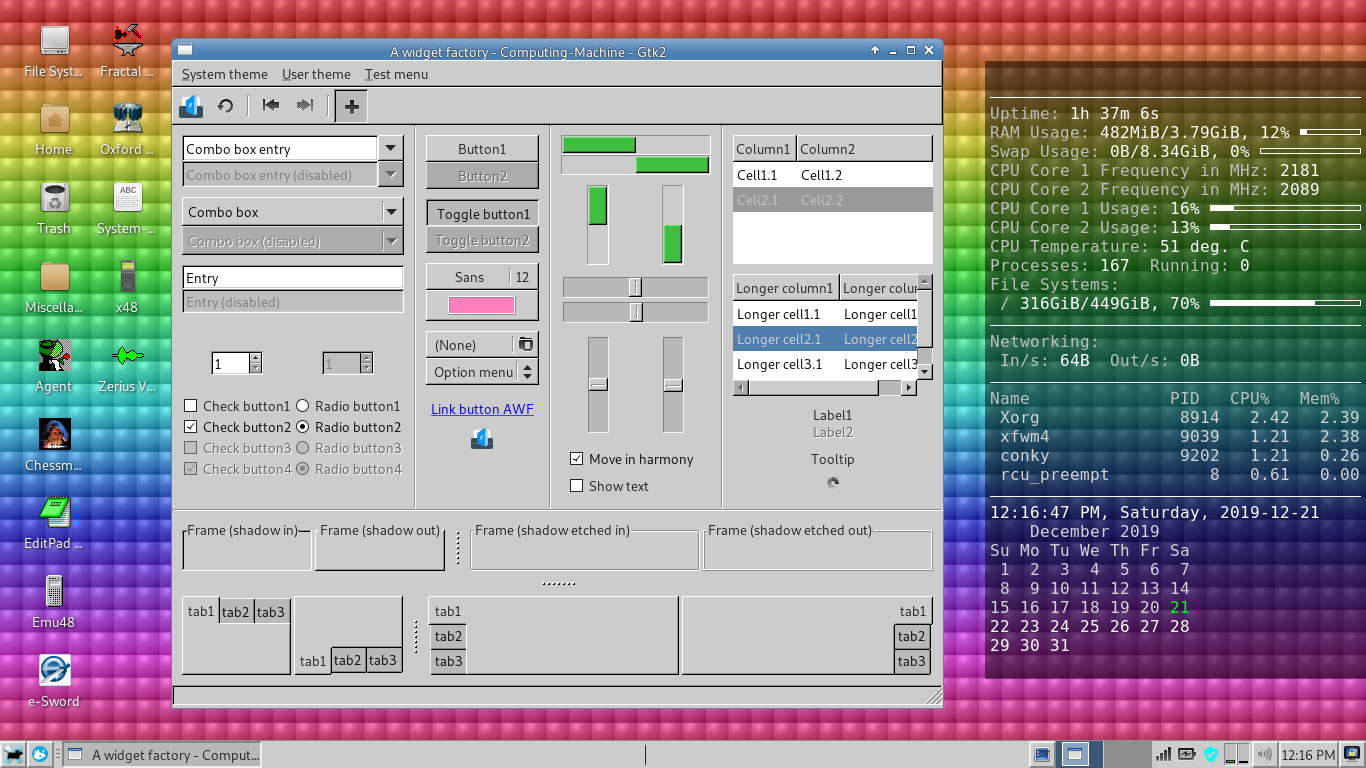 File Syst...
Fractal ...
Home
Oxford ...
Trash
ABC
System-...
Miscella...
x48
Agent
Zerius V...
Chessm...
EditPad ...
Emu48
e-Sword
A widget factory - Computing-Machine - Gtk2
System theme User theme Test menu
Combo box entry
Combo box entry (disabled)
Combo box
Combo box (disabled)
Entry
Entry (disabled)
1 1
Check button1 Radio button1
Check button2 Radio button2
Check button3 Radio button3
Check button4 Radio button4
Button1
Button2
Toggle button1
Toggle button2
Sans 12
(None)
Option menu
Link button AWF
Move in harmony
Show text
Column1 Column2
Cell1.1 Cell1.2
Cell2.1 Cell2.2
Longer column1 Longer colu
Longer cell1.1 Longer cell1
Longer cell2.1 Longer cell2
Longer cell3.1 Longer cell3
Label1
Label2
Tooltip
Frame (shadow in) Frame (shadow out) Frame (shadow etched in) Frame (shadow etched out)
tab1 tab2 tab3
tab1 tab2 tab3
tab1
tab2
tab3
tab1
tab2
tab3
Uptime: 1h 37m 6s
RAM Usage: 482MiB/3.79GiB, 12%
Swap Usage: 0B/8.34GiB, 0%
CPU Core 1 Frequency in MHz: 2181
CPU Core 2 Frequency in MHz: 2089
CPU Core 1 Usage: 16%
CPU Core 2 Usage: 13%
CPU Temperature: 51 deg. C
Processes: 167 Running: 0
File Systems:
/ 316GiB/449GiB, 70%
Networking:
In/s: 64B Out/s: 0B
Name PID CPU% Mem%
Xorg 8914 2.42 2.39
xfwm4 9039 1.21 2.38
conky 9202 1.21 0.26
rcu_preempt 8 0.61 0.00
12:16:47 PM, Saturday, 2019-12-21
December 2019
Su Mo Tu We Th Fr Sa
1 2 3 4 5 6 7
8 9 10 11 12 13 14
15 16 17 18 19 20 21
22 23 24 25 26 27 28
29 30 31
A widget factory - Comput...
12:16 PM